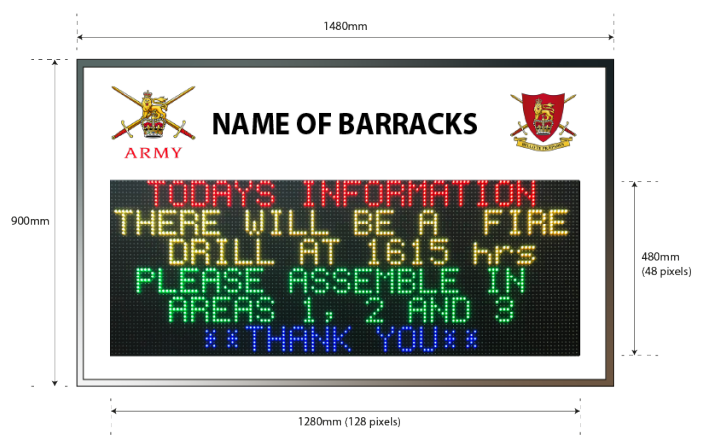 1480mm
NAME OF BARRACKS
ARMY
TODAYS INFORMATION
900mm
THERE WILL BE A FIRE
DRILL AT 1615 hrs
480mm
(48 pixels)
PLEASE ASSEMBLE IN
AREAS 1, 2 AND 3
**THANK YOU**
1280mm (128 pixels)